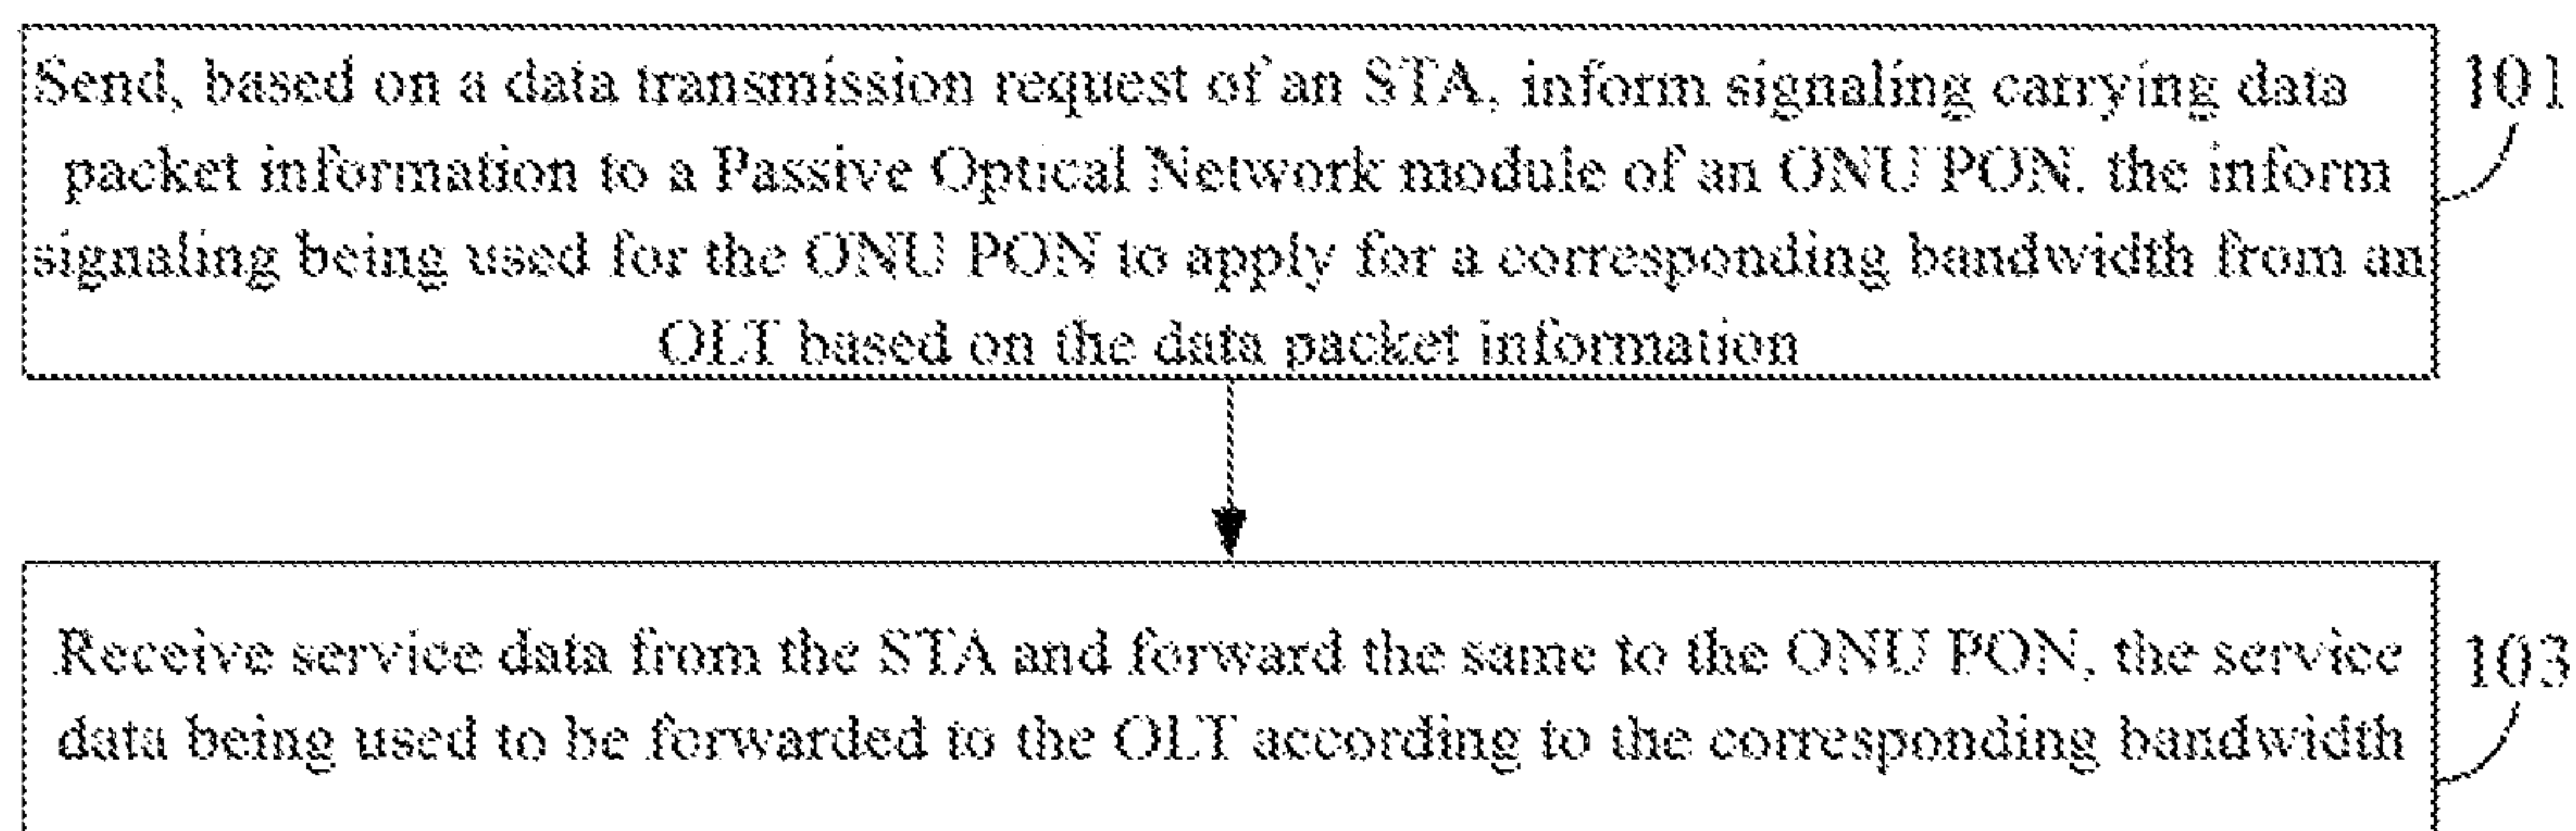 Send, based on a data transmission request of an STA, inform signaling carrying data
packet information to a Passive Optical Network module of an ONU PON, the inform
signaling being used for the ONU PON to apply for a corresponding bandwidth from an
OLT based on the data packet information
101
Receive service data from the STA and forward the same to the ONU PON, the service
data being used to be forwarded to the OLT according to the corresponding bandwidth
103